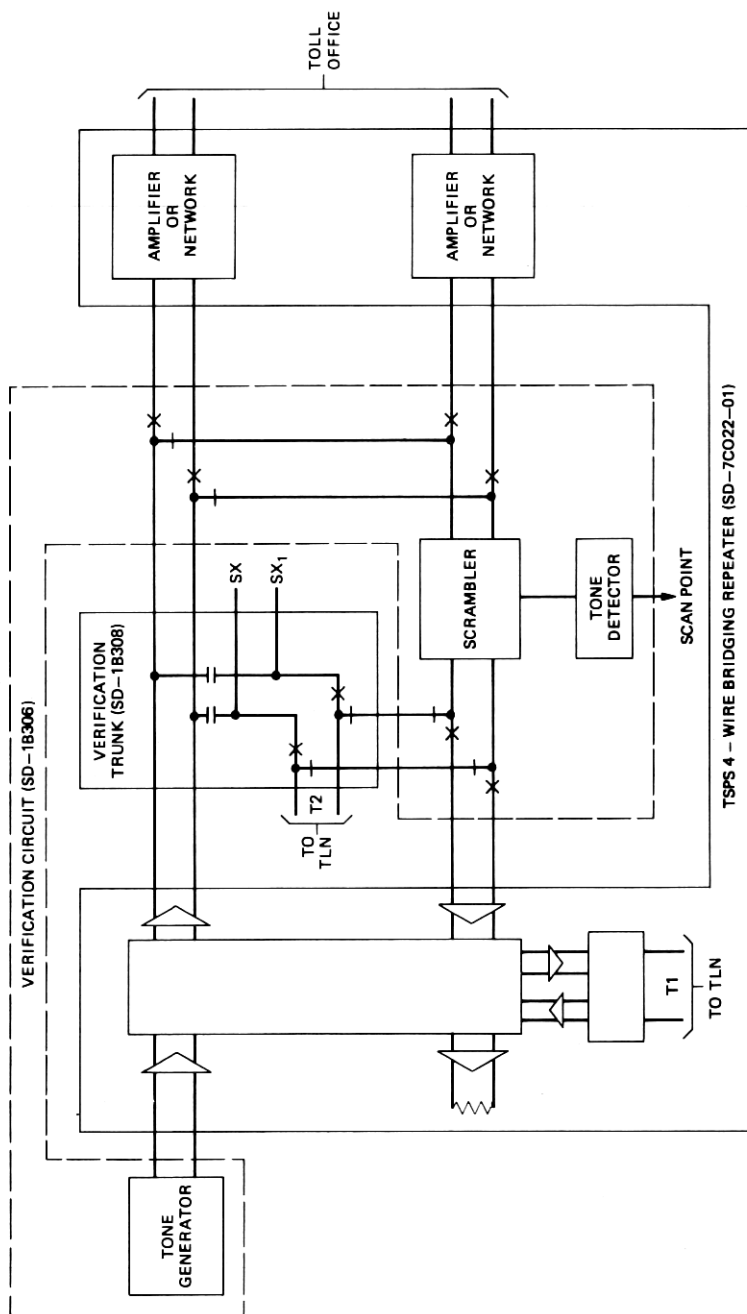 VERIFICATION CIRCUIT (SD-1B306)
TONE
GENERATOR
VERIFICATION
TRUNK (SD-1B308)
SX
SX1
T2
TO
TLN
AMPLIFIER
OR
NETWORK
AMPLIFIER
OR
NETWORK
TOLL
OFFICE
SCRAMBLER
TONE
DETECTOR
SCAN POINT
T1
TO TLN
TSPS 4 – WIRE BRIDGING REPEATER (SD-7C022-01)